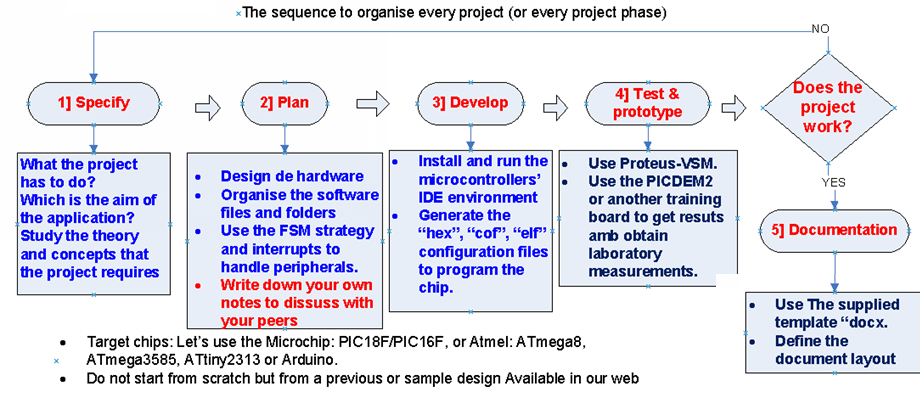 The sequence to organise every project (or every project phase)
NO
1] Specify
2] Plan
3] Develop
4] Test &
prototype
Does the
project
work?
What the project
has to do?
Which is the aim of
the application?
Study the theory
and concepts that
the project requires
• Design de hardware
• Organise the software
files and folders
• Use the FSM strategy
and interrupts to
handle peripherals.
• Write down your own
notes to dissuss with
your peers
• Install and run the
microcontrollers’
IDE environment
• Generate the
“hex”, “cof”, “elf”
configuration files
to program the
chip.
• Use Proteus-VSM.
• Use the PICDEM2
or another training
board to get resuts
amb obtain
laboratory
measurements.
YES
5] Documentation
• Use The supplied
template “docx.
• Define the
document layout
• Target chips: Let’s use the Microchip: PIC18F/PIC16F, or Atmel: ATmega8,
ATmega3585, ATtiny2313 or Arduino.
• Do not start from scratch but from a previous or sample design Available in our web